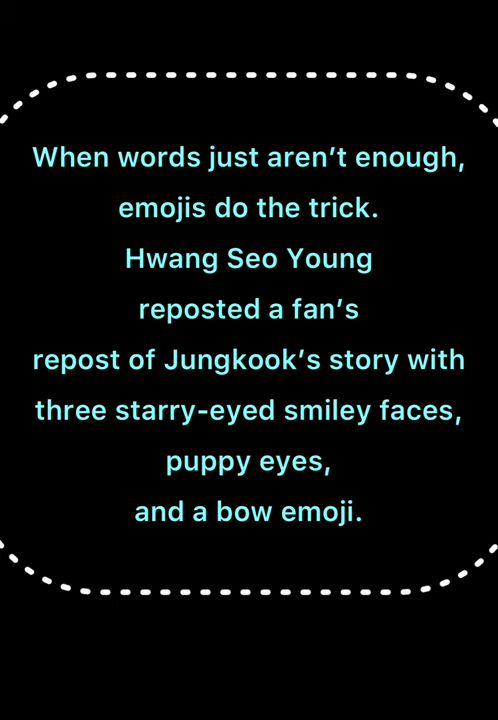 When words just aren’t enough,
emojis do the trick.
Hwang Seo Young
reposted a fan’s
repost of Jungkook’s story with
three starry-eyed smiley faces,
puppy eyes,
and a bow emoji.